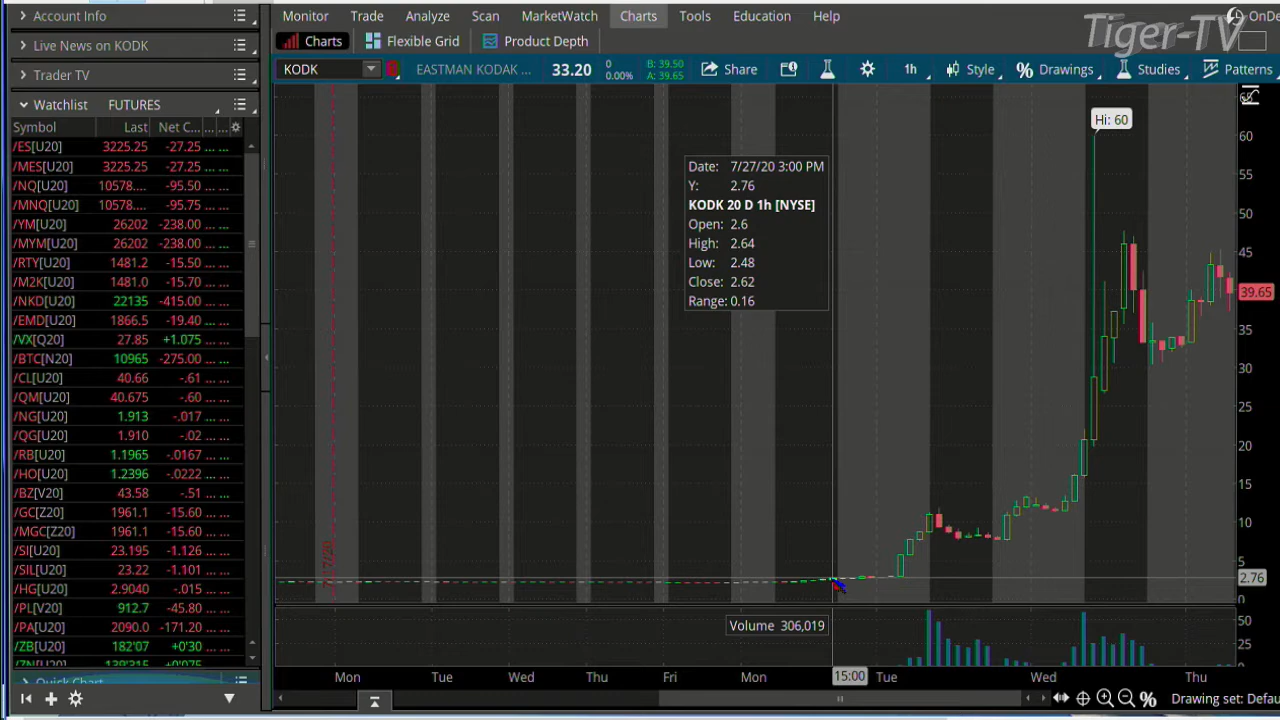 Account Info
Live News on KODK
Trader TV
Watchlist FUTURES
Symbol Last Net C... ... ...
/ES[U20] 3225.25 -27.25 ... ...
/MES[U20] 3225.25 -27.25 ... ...
/NQ[U20] 10578.... -95.50 ... ...
/MNQ[U20] 10578.... -95.75 ... ...
/YM[U20] 26202 -238.00 ... ...
/MYM[U20] 26202 -238.00 ... ...
/RTY[U20] 1481.2 -15.50 ... ...
/M2K[U20] 1481.0 -15.70 ... ...
/NKD[U20] 22135 -415.00 ... ...
/EMD[U20] 1866.5 -19.40 ... ...
/VX[Q20] 27.85 +1.075 ... ...
/BTC[N20] 10965 -275.00 ... ...
/CL[U20] 40.66 -.61 ... ...
/QM[U20] 40.675 -.60 ... ...
/NG[U20] 1.913 -.017 ... ...
/QG[U20] 1.910 -.02 ... ...
/RB[U20] 1.1965 -.0167 ... ...
/HO[U20] 1.2396 -.0222 ... ...
/BZ[V20] 43.58 -.51 ... ...
/GC[Z20] 1961.1 -15.60 ... ...
/MGC[Z20] 1961.1 -15.60 ... ...
/SI[U20] 23.195 -1.126 ... ...
/SIL[U20] 23.22 -1.101 ... ...
/HG[U20] 2.9040 -.015 ... ...
/PL[V20] 912.7 -45.80 ... ...
/PA[U20] 2090.0 -171.20 ... ...
/ZB[U20] 182'07 +0'30 ... ...
/ZN[U20] 139'315 +0'075 ... ...
Quick Chart
Monitor Trade Analyze Scan MarketWatch Charts Tools Education Help
Tiger-TV
OnDe
Charts Flexible Grid Product Depth
KODK EASTMAN KODAK ... 33.20 0 0.00% B: 39.50 A: 39.65 Share 1h Style Drawings Studies Patterns
Hi: 60
Date: 7/27/20 3:00 PM
Y: 2.76
KODK 20 D 1h [NYSE]
Open: 2.6
High: 2.64
Low: 2.48
Close: 2.62
Range: 0.16
65
60
55
50
45
39.65
35
30
25
20
15
10
5
2.76
0
7/17/20
Volume 306,019
50
25
Mon Tue Wed Thu Mon 15:00 Tue Wed Thu
Drawing set: Defau